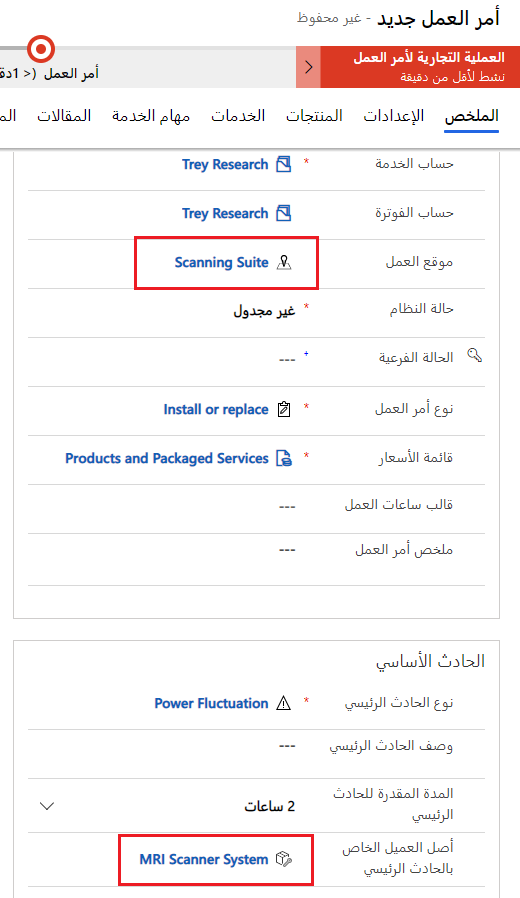 أمر العمل جديد - غير محفوظ
العملية التجارية لأمر العمل
نشط لأقل من دقيقة
أمر العمل (< 1دق
الملخص الإعدادات المنتجات الخدمات مهام الخدمة المقالات الم
حساب الخدمة * Trey Research
حساب الفوترة Trey Research
موقع العمل Scanning Suite
حالة النظام * غير مجدول
الحالة الفرعية + ---
نوع أمر العمل * Install or replace
قائمة الأسعار * Products and Packaged Services
قالب ساعات العمل ---
ملخص أمر العمل ---
الحادث الأساسي
نوع الحادث الرئيسي * Power Fluctuation
وصف الحادث الرئيسي ---
المدة المقدرة للحادث
الرئيسي
2 ساعات
أصل العميل الخاص
بالحادث الرئيسي
MRI Scanner System